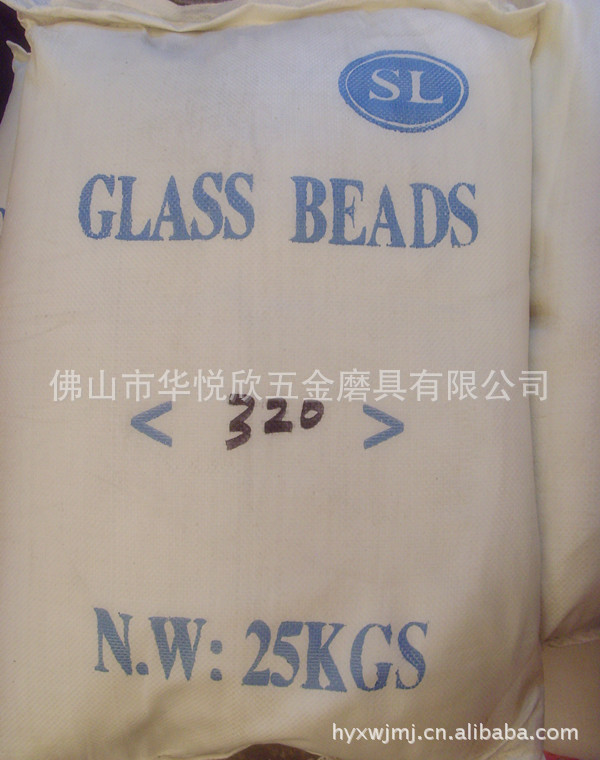 SL
GLASS BEADS
佛山市华悦欣五金磨具有限公司
< 320 >
N.W: 25KGS
hyxwjmj.cn.alibaba.com